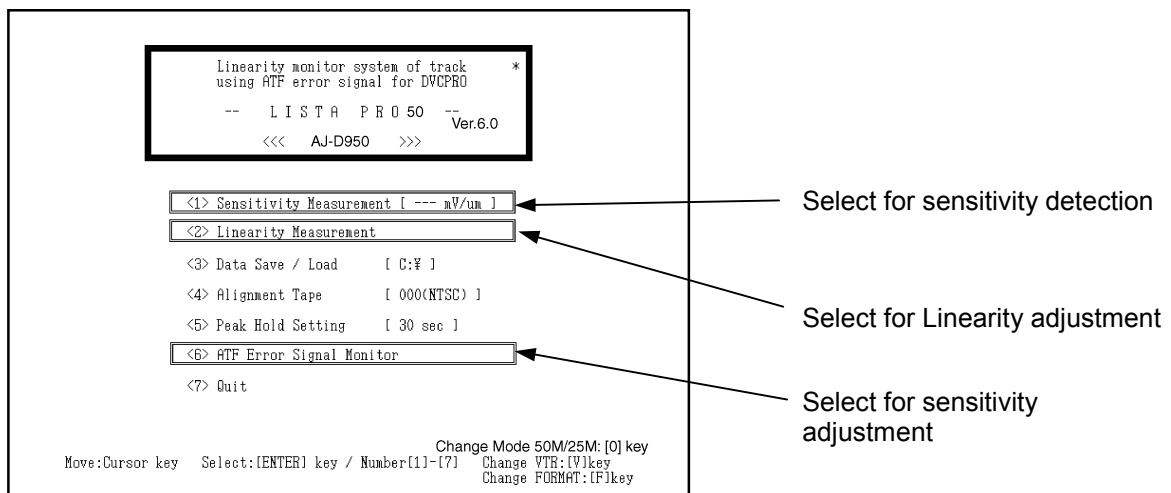 Linearity monitor system of track *
using ATF error signal for DVCPRO
-- L I S T A P R O 50 --
Ver.6.0
<<< AJ-D950 >>>
<1> Sensitivity Measurement [ --- mV/um ]
<2> Linearity Measurement
<3> Data Save / Load [ C:¥ ]
<4> Alignment Tape [ 000(NTSC) ]
<5> Peak Hold Setting [ 30 sec ]
<6> ATF Error Signal Monitor
<7> Quit
Change Mode 50M/25M: [0] key
Move:Cursor key Select:[ENTER] key / Number[1]-[7] Change VTR:[V]key
Change FORMAT:[F]key
Select for sensitivity detection
Select for Linearity adjustment
Select for sensitivity
adjustment